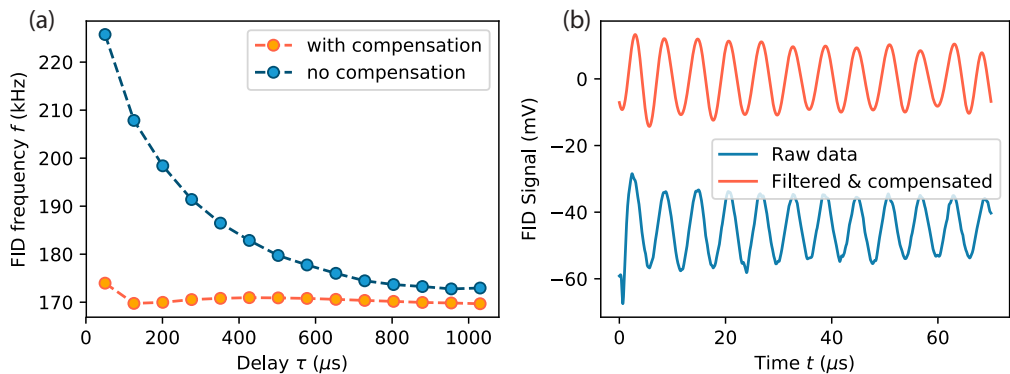 (a)
FID frequency f (kHz)
220
210
200
190
180
170
with compensation
no compensation
0
200
400
600
800
1000
Delay τ (μs)
(b)
FID Signal (mV)
0
−20
−40
−60
Raw data
Filtered & compensated
0
20
40
60
Time t (μs)